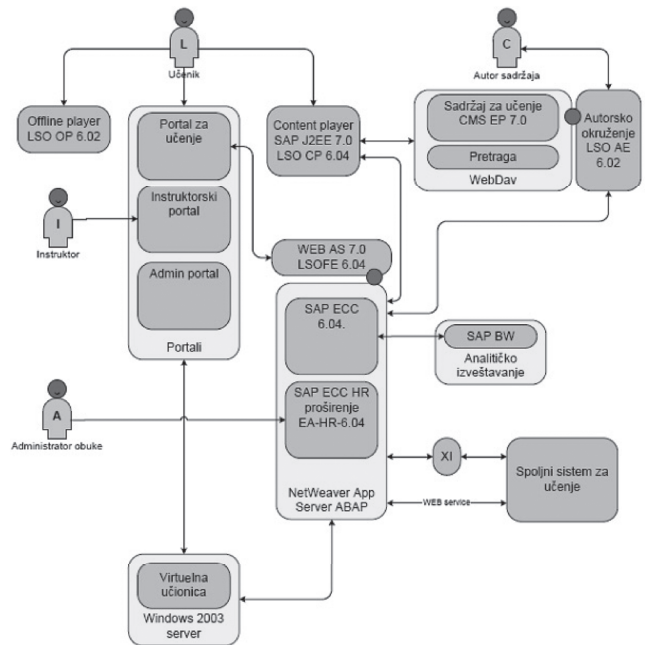 L
Učenik
C
Autor sadržaja
Offline player
LSO OP 6.02
Portal za
učenje
Content player
SAP J2EE 7.0
LSO CP 6.04
Sadržaj za učenje
CMS EP 7.0
Pretraga
WebDav
Autorsko
okruženje
LSO AE
6.02
I
Instruktor
Instruktorski
portal
Admin portal
Portali
WEB AS 7.0
LSOFE 6.04
SAP ECC
6.04.
SAP BW
Analitičko
izveštavanje
A
Administrator obuke
SAP ECC HR
proširenje
EA-HR-6.04
NetWeaver App
Server ABAP
XI
WEB service
Spoljni sistem za
učenje
Virtuelna
učionica
Windows 2003
server